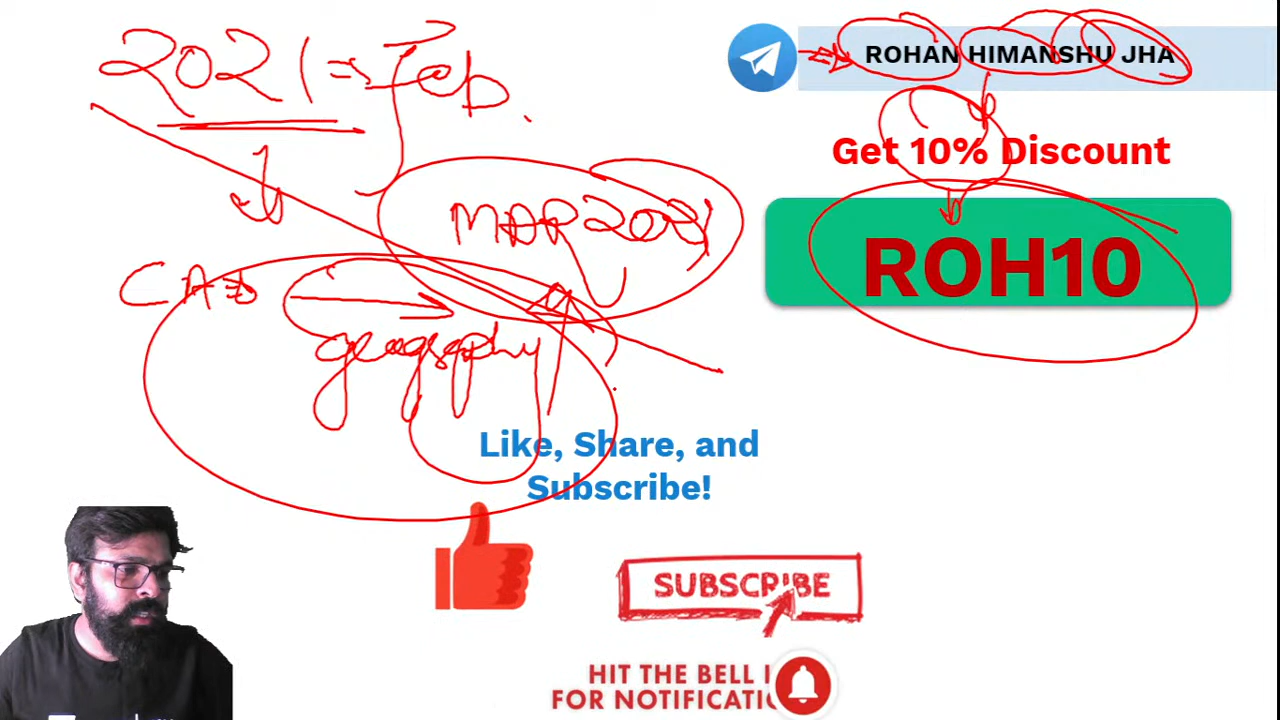 2021 ⇒ Feb.
ROHAN HIMANSHU JHA
Get 10% Discount
MAR 2021
ROH10
CA ⇒
geography
Like, Share, and
Subscribe!
SUBSCRIBE
HIT THE BELL I
FOR NOTIFICATIO